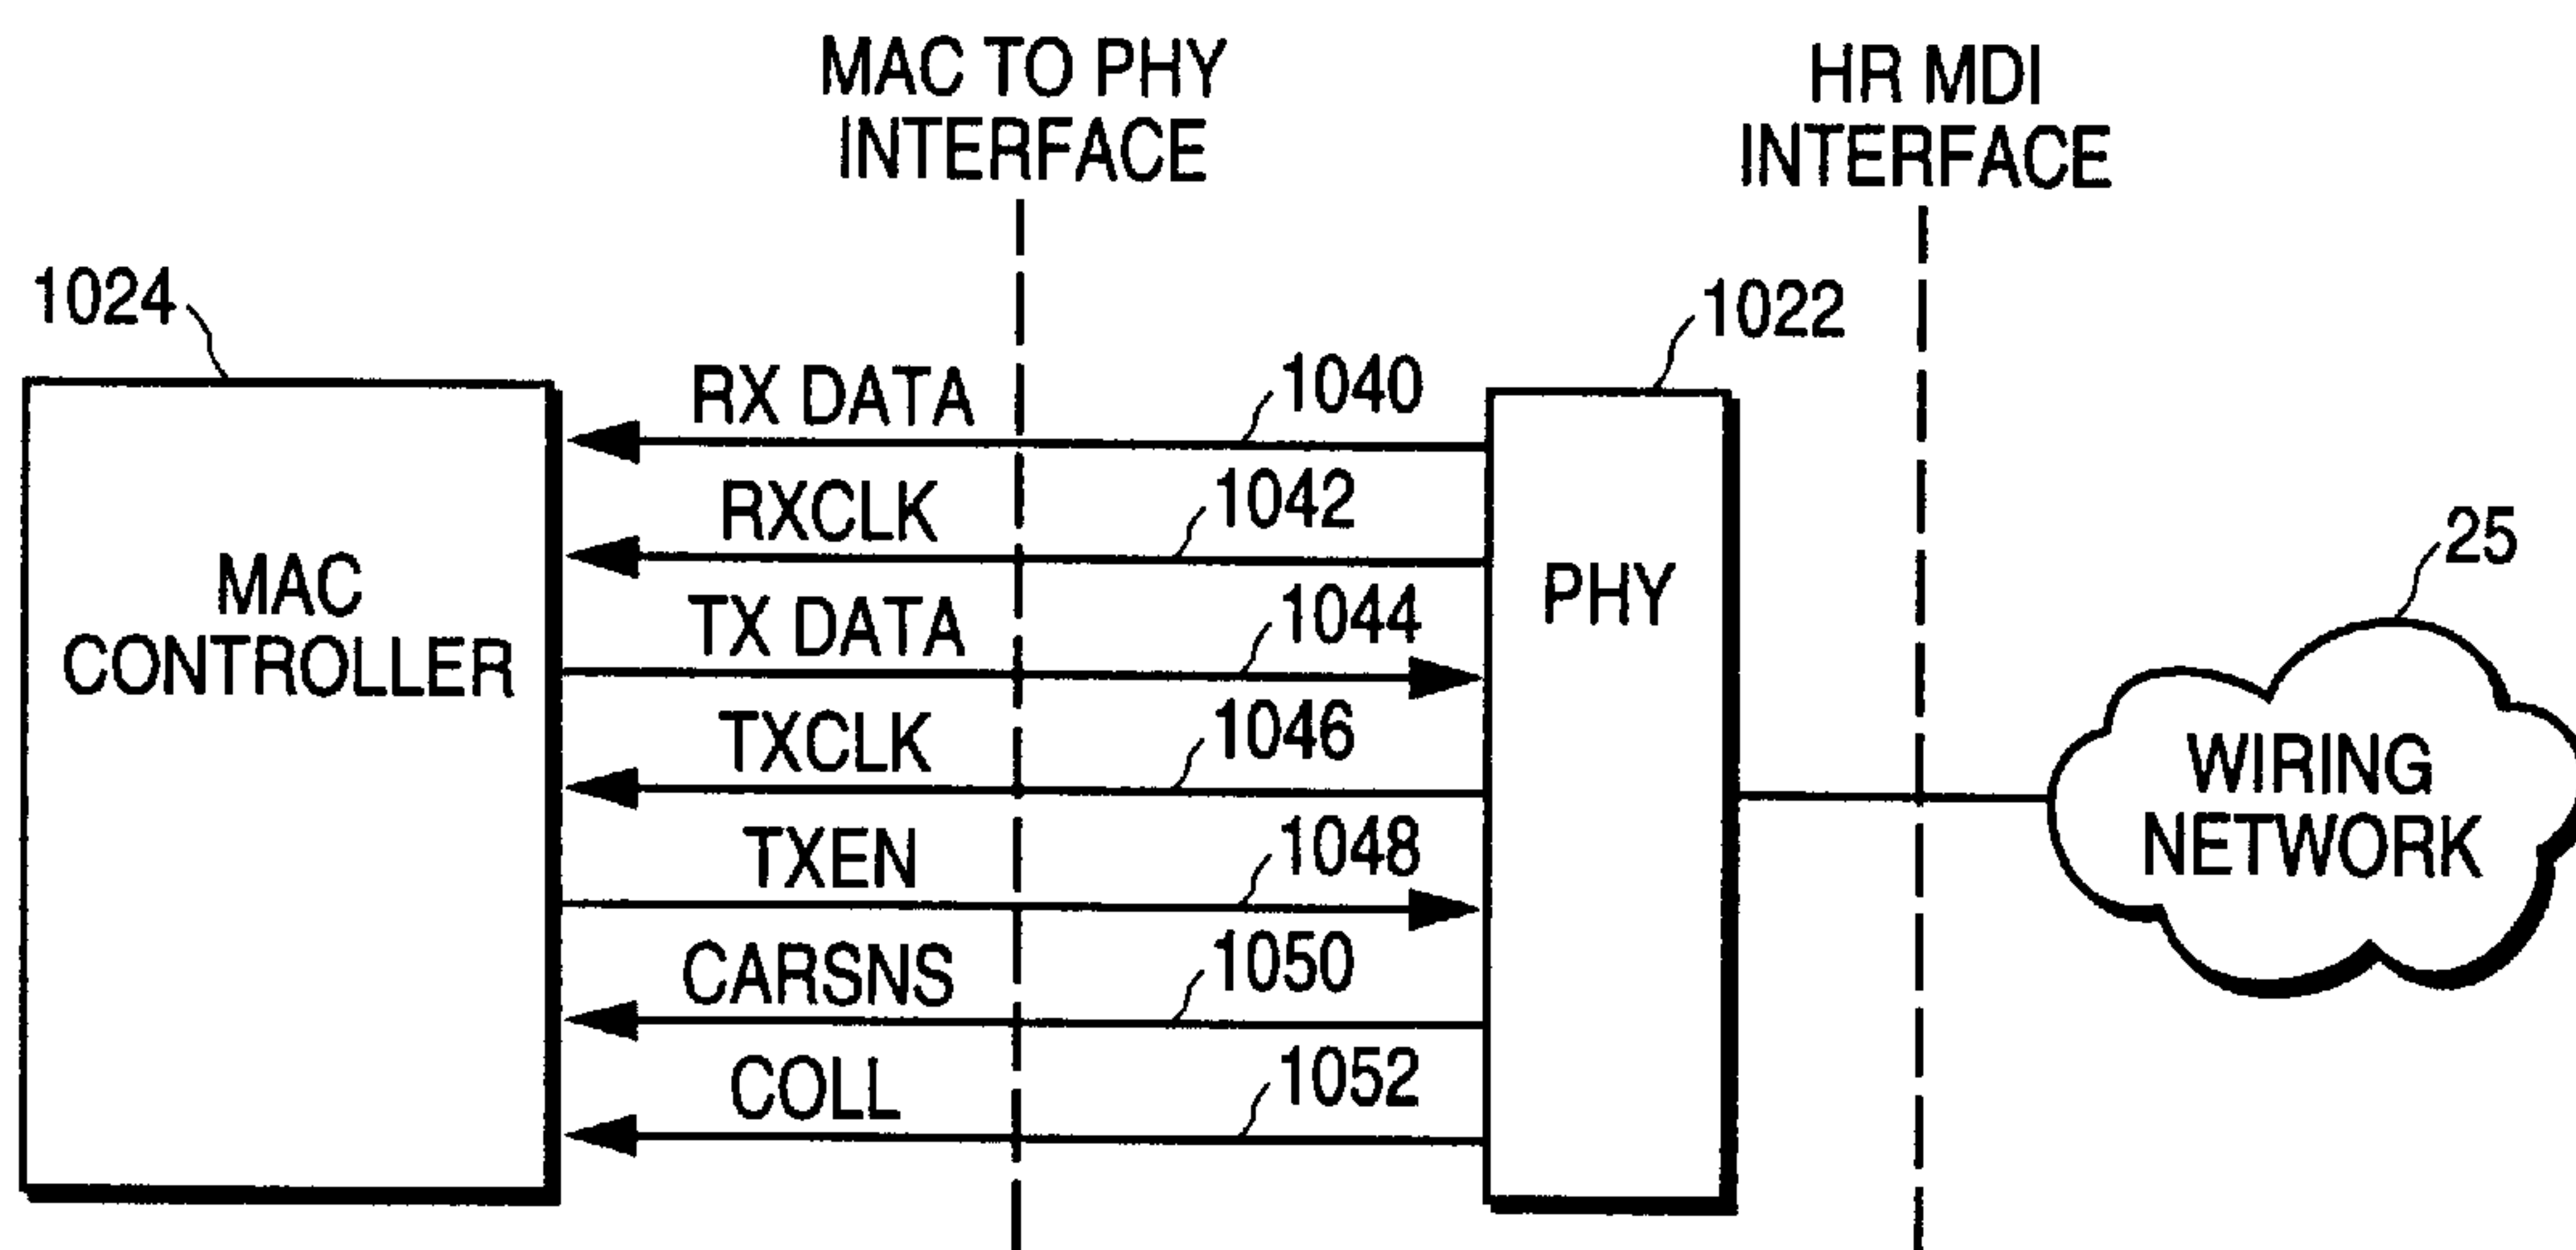 MAC TO PHY
INTERFACE
HR MDI
INTERFACE
1024
1022
RX DATA
1040
RXCLK
1042
TX DATA
1044
TXCLK
1046
TXEN
1048
CARSNS
1050
COLL
1052
MAC
CONTROLLER
PHY
25
WIRING
NETWORK